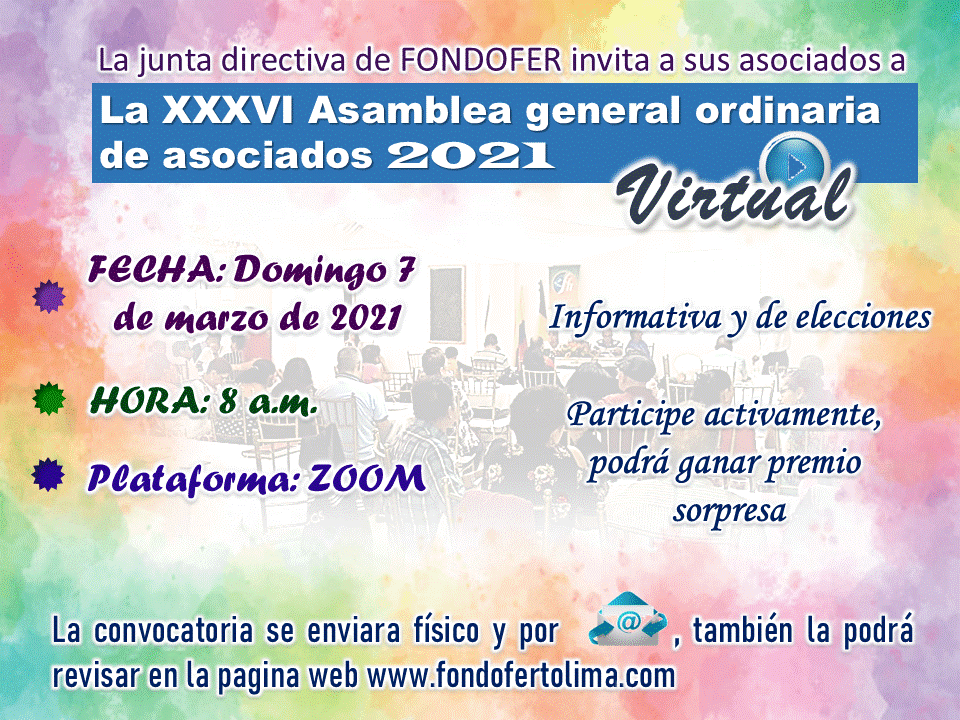 La junta directiva de FONDOFER invita a sus asociados a
La XXXVI Asamblea general ordinaria
de asociados 2021
Virtual
FECHA: Domingo 7
de marzo de 2021
Informativa y de elecciones
HORA: 8 a.m.
Participe activamente,
podrá ganar premio
sorpresa
Plataforma: ZOOM
La convocatoria se enviara físico y por @, también la podrá
revisar en la pagina web www.fondofertolima.com